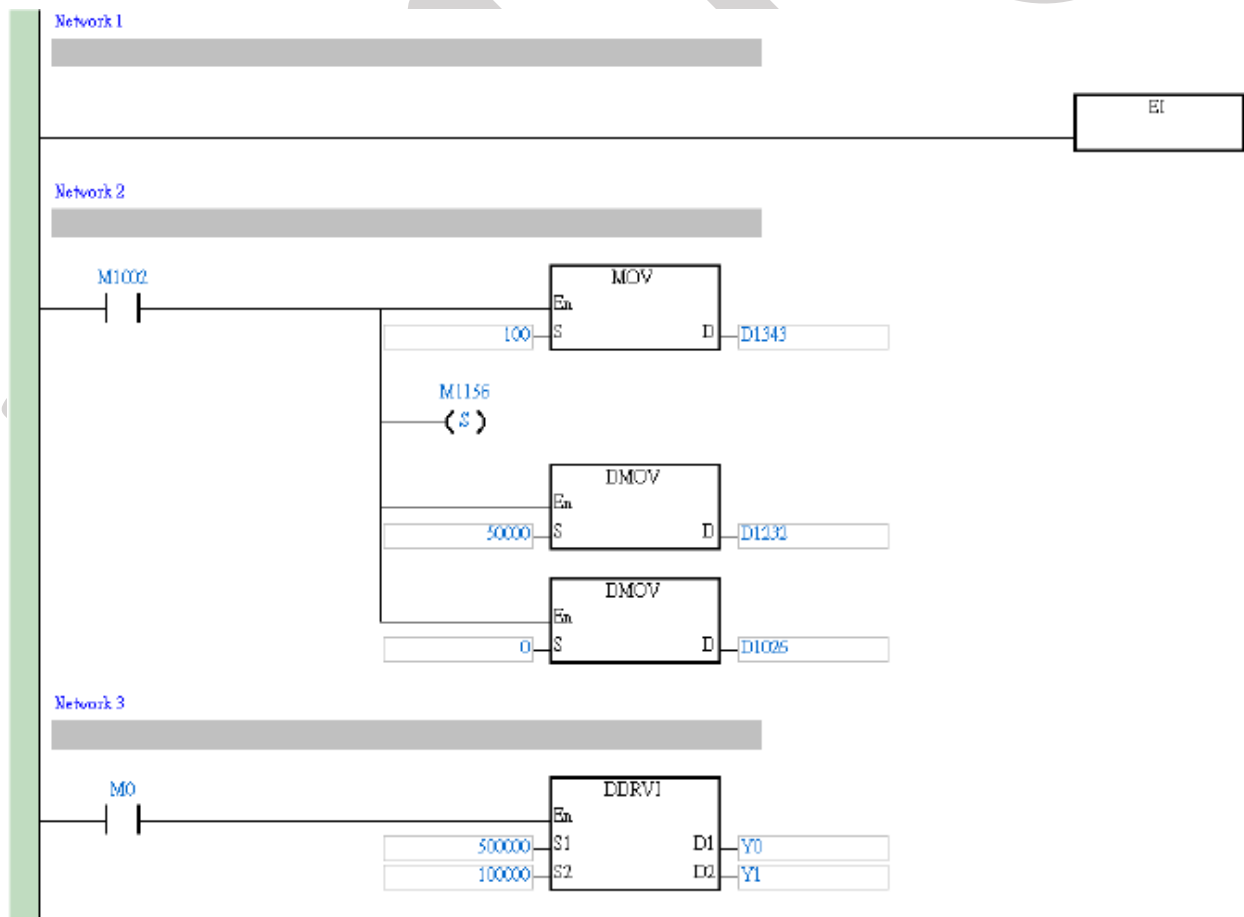 Network 1
EI
Network 2
M1002
MOV
En
100 S D D1343
M1156
( S )
DMOV
En
50000 S D D1232
DMOV
En
0 S D D1026
Network 3
M0
DDRVI
En
500000 S1 D1 Y0
100000 S2 D2 Y1